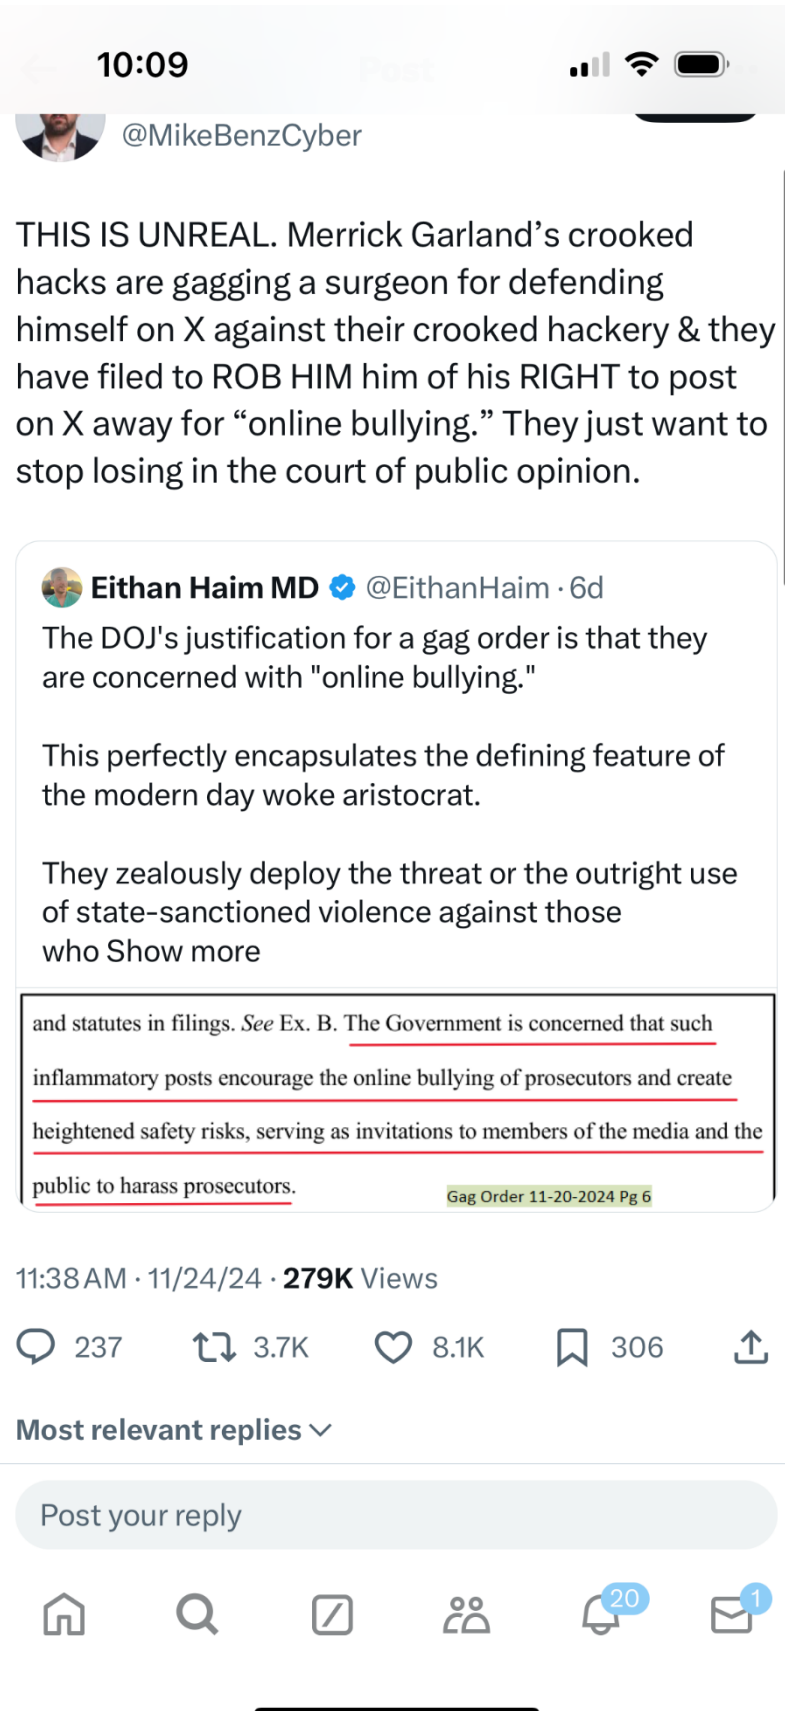 10:09
Post
@MikeBenzCyber
THIS IS UNREAL. Merrick Garland’s crooked
hacks are gagging a surgeon for defending
himself on X against their crooked hackery & they
have filed to ROB HIM him of his RIGHT to post
on X away for “online bullying.” They just want to
stop losing in the court of public opinion.
Eithan Haim MD @EithanHaim · 6d
The DOJ's justification for a gag order is that they
are concerned with "online bullying."
This perfectly encapsulates the defining feature of
the modern day woke aristocrat.
They zealously deploy the threat or the outright use
of state-sanctioned violence against those
who Show more
and statutes in filings. See Ex. B. The Government is concerned that such
inflammatory posts encourage the online bullying of prosecutors and create
heightened safety risks, serving as invitations to members of the media and the
public to harass prosecutors.
Gag Order 11-20-2024 Pg 6
11:38 AM · 11/24/24 · 279K Views
237 3.7K 8.1K 306
Most relevant replies
Post your reply
20 1